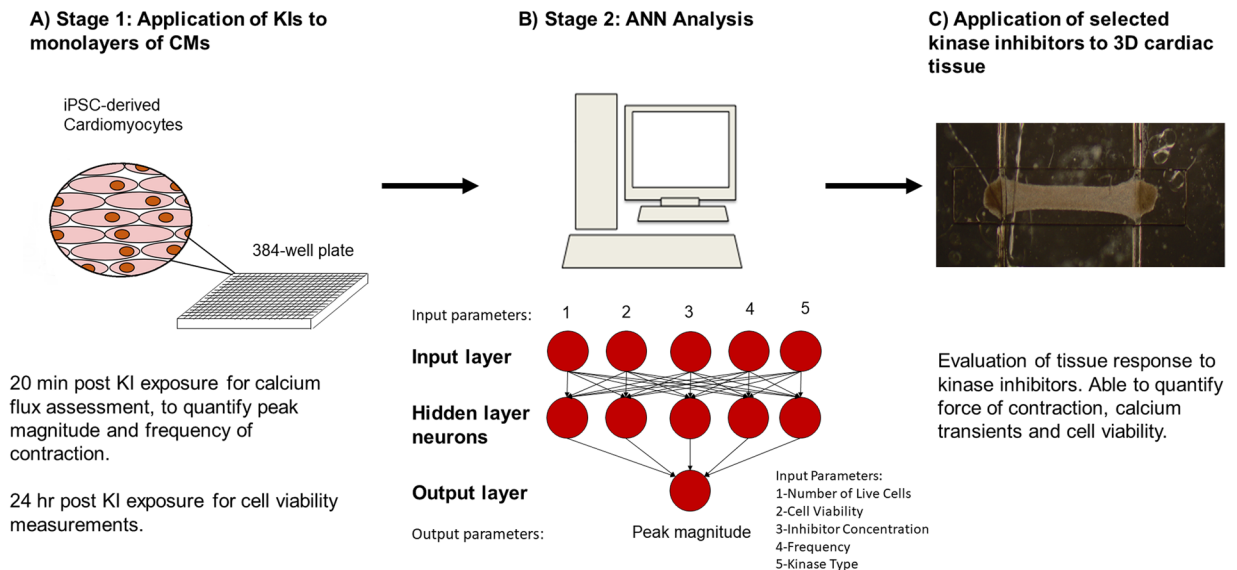 A) Stage 1: Application of KIs to
monolayers of CMs
iPSC-derived
Cardiomyocytes
384-well plate
20 min post KI exposure for calcium
flux assessment, to quantify peak
magnitude and frequency of
contraction.
24 hr post KI exposure for cell viability
measurements.
B) Stage 2: ANN Analysis
Input parameters:
1 2 3 4 5
Input layer
Hidden layer
neurons
Output layer
Output parameters:
Peak magnitude
Input Parameters:
1-Number of Live Cells
2-Cell Viability
3-Inhibitor Concentration
4-Frequency
5-Kinase Type
C) Application of selected
kinase inhibitors to 3D cardiac
tissue
Evaluation of tissue response to
kinase inhibitors. Able to quantify
force of contraction, calcium
transients and cell viability.